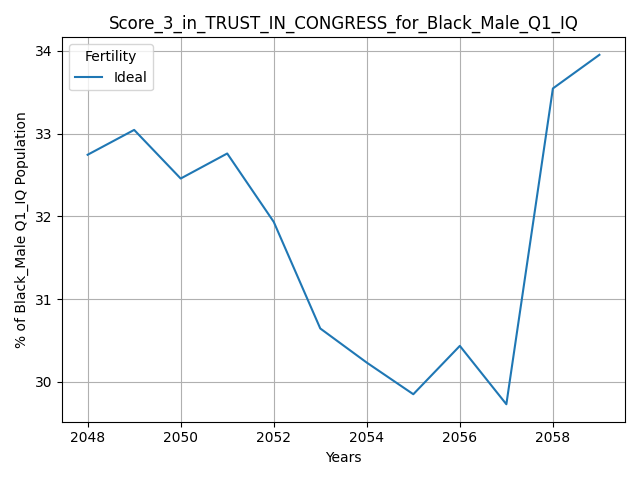 Score_3_in_TRUST_IN_CONGRESS_for_Black_Male_Q1_IQ
Fertility
Ideal
% of Black_Male Q1_IQ Population
34
33
32
31
30
2048
2050
2052
2054
2056
2058
Years